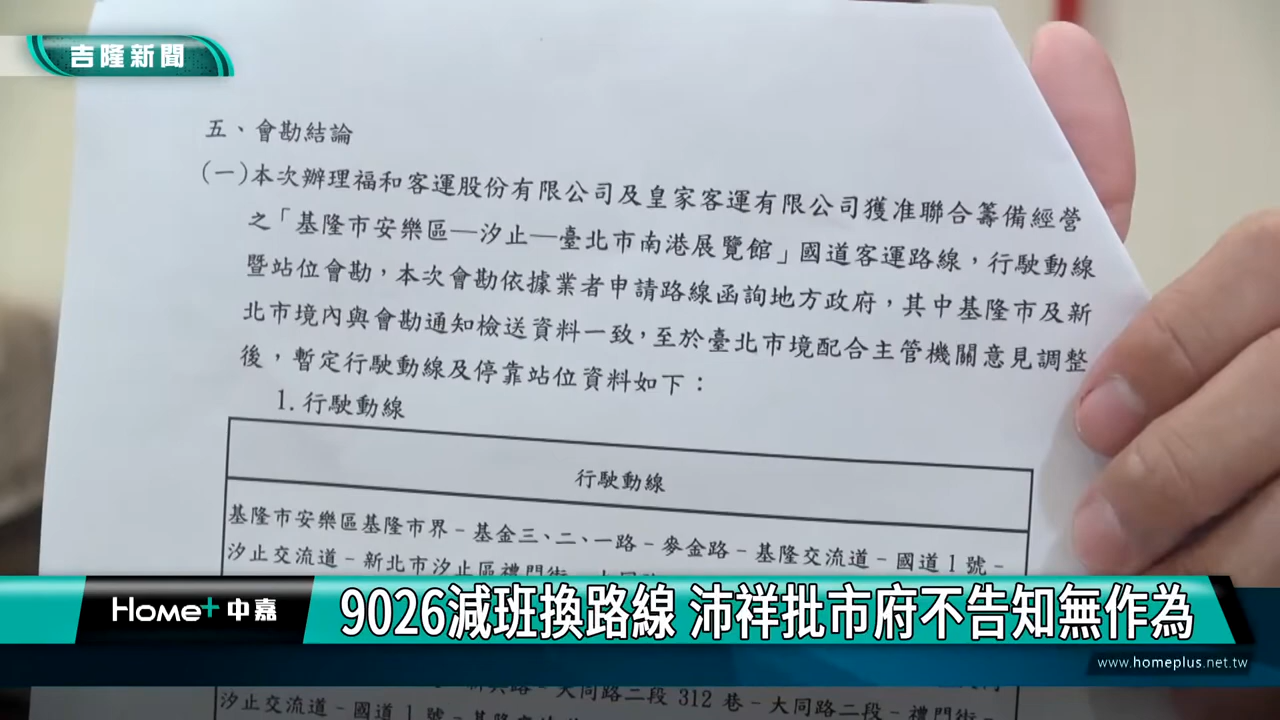 吉隆新聞
五、會勘結論
(一)本次辦理福和客運股份有限公司及皇家客運有限公司獲准聯合籌備經營
之「基隆市安樂區—汐止—臺北市南港展覽館」國道客運路線，行駛動線
暨站位會勘，本次會勘依據業者申請路線函詢地方政府，其中基隆市及新
北市境內與會勘通知檢送資料一致，至於臺北市境配合主管機關意見調整
後，暫定行駛動線及停靠站位資料如下：
1.行駛動線
行駛動線
基隆市安樂區基隆市界－基金三、二、一路－麥金路－基隆交流道－國道1號－
汐止交流道－新北市汐止區禮門街－大同路
Home+中嘉
9026減班換路線 沛祥批市府不告知無作為
www.homeplus.net.tw
大同路二段 312 巷－大同路二段－禮門街－
汐止交流道－國道1號－基隆